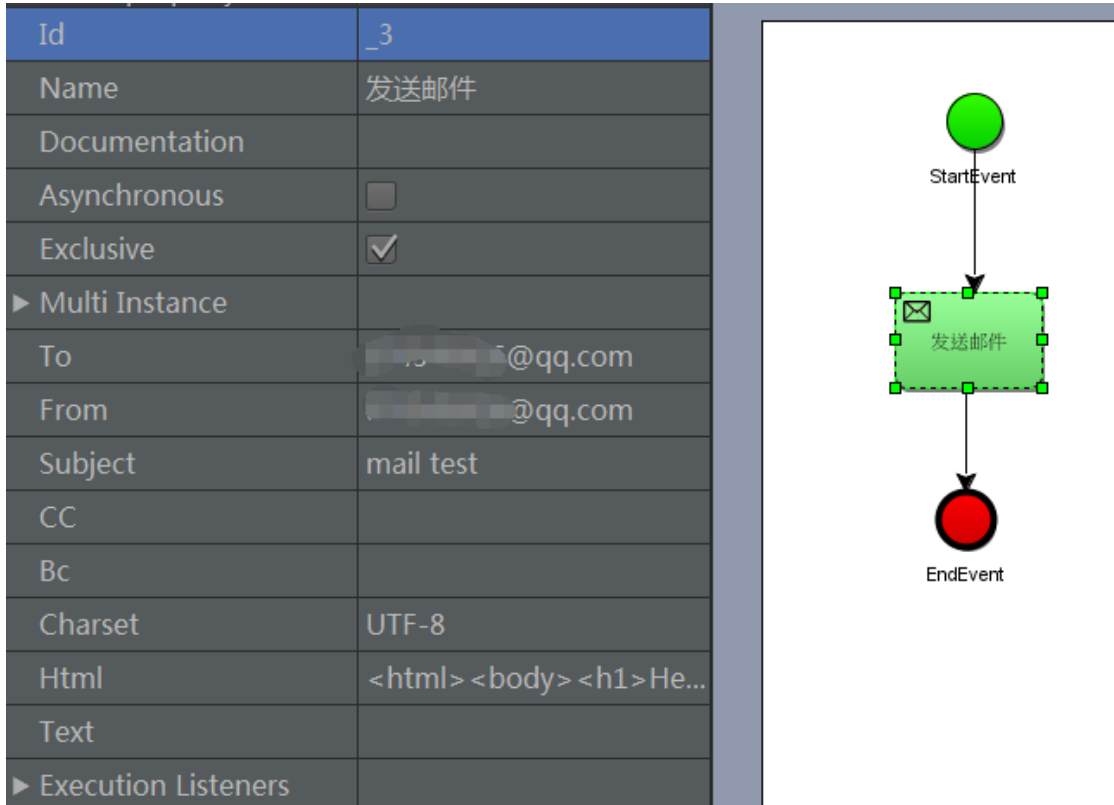 Id _3
Name 发送邮件
Documentation
Asynchronous
Exclusive
Multi Instance
To @qq.com
From @qq.com
Subject mail test
CC
Bc
Charset UTF-8
Html <html><body><h1>He...
Text
Execution Listeners
StartEvent
发送邮件
EndEvent